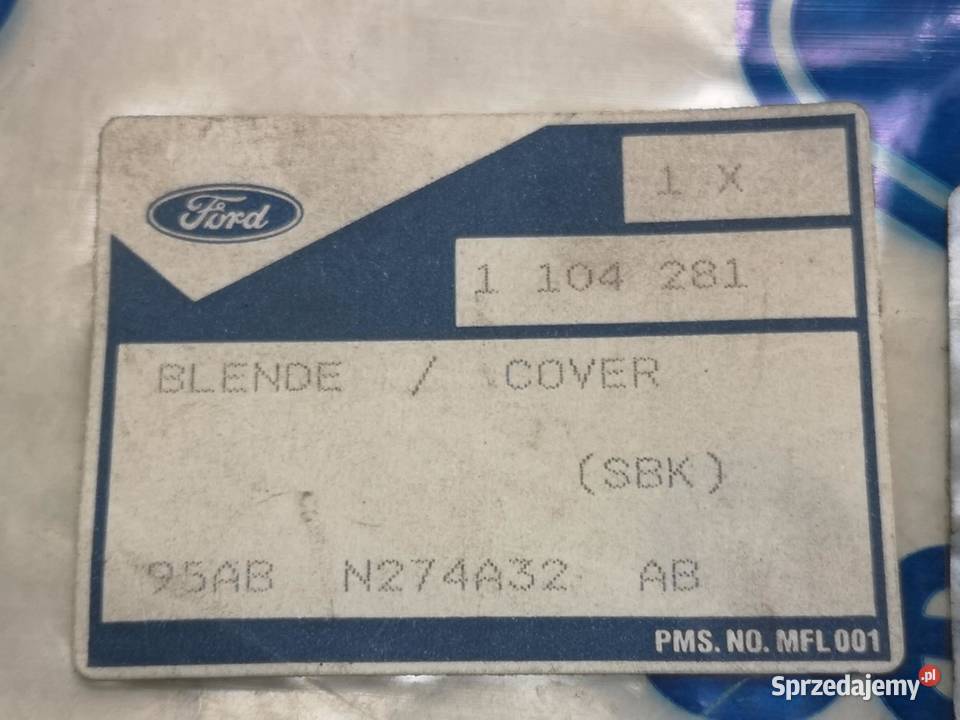 Ford
1 X
1 104 281
BLENDE / COVER
(SBK)
95AB N274A32 AB
PMS. NO. MFL 001
Sprzedajemy.pl